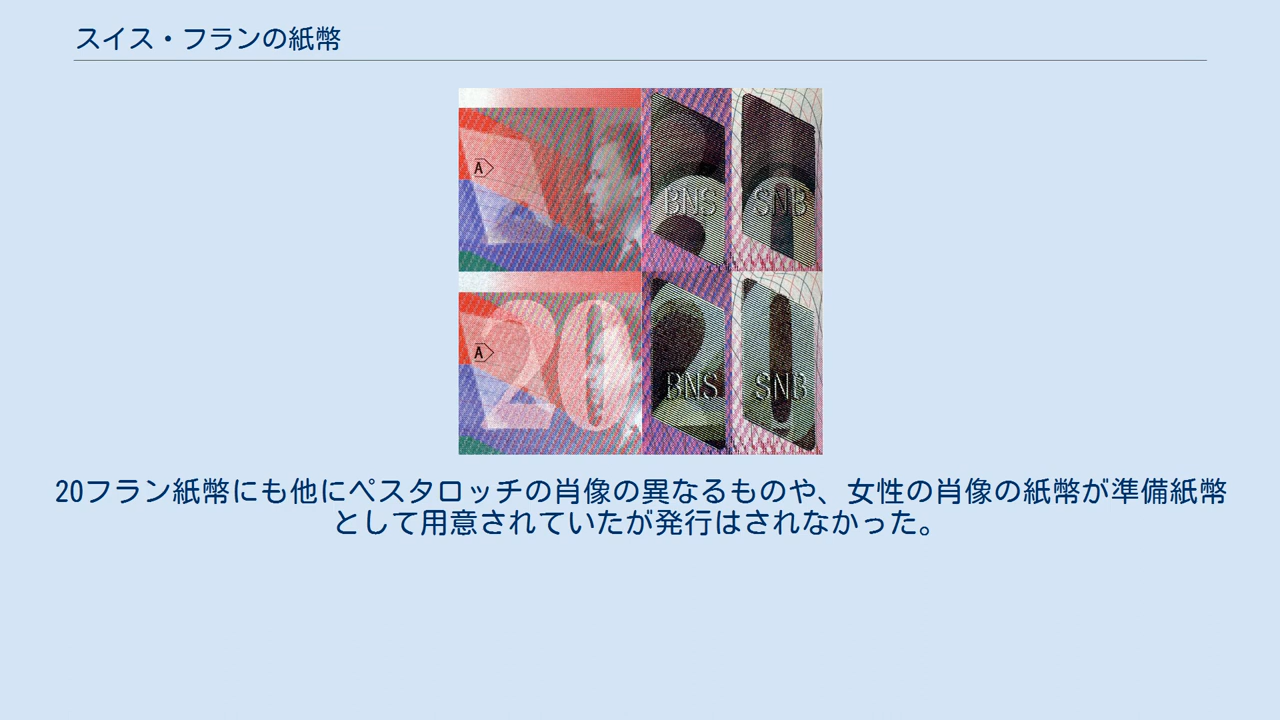 スイス・フランの紙幣
A
BNS SNB
A
20
BNS SNB
20フラン紙幣にも他にペスタロッチの肖像の異なるものや、女性の肖像の紙幣が準備紙幣
として用意されていたが発行はされなかった。